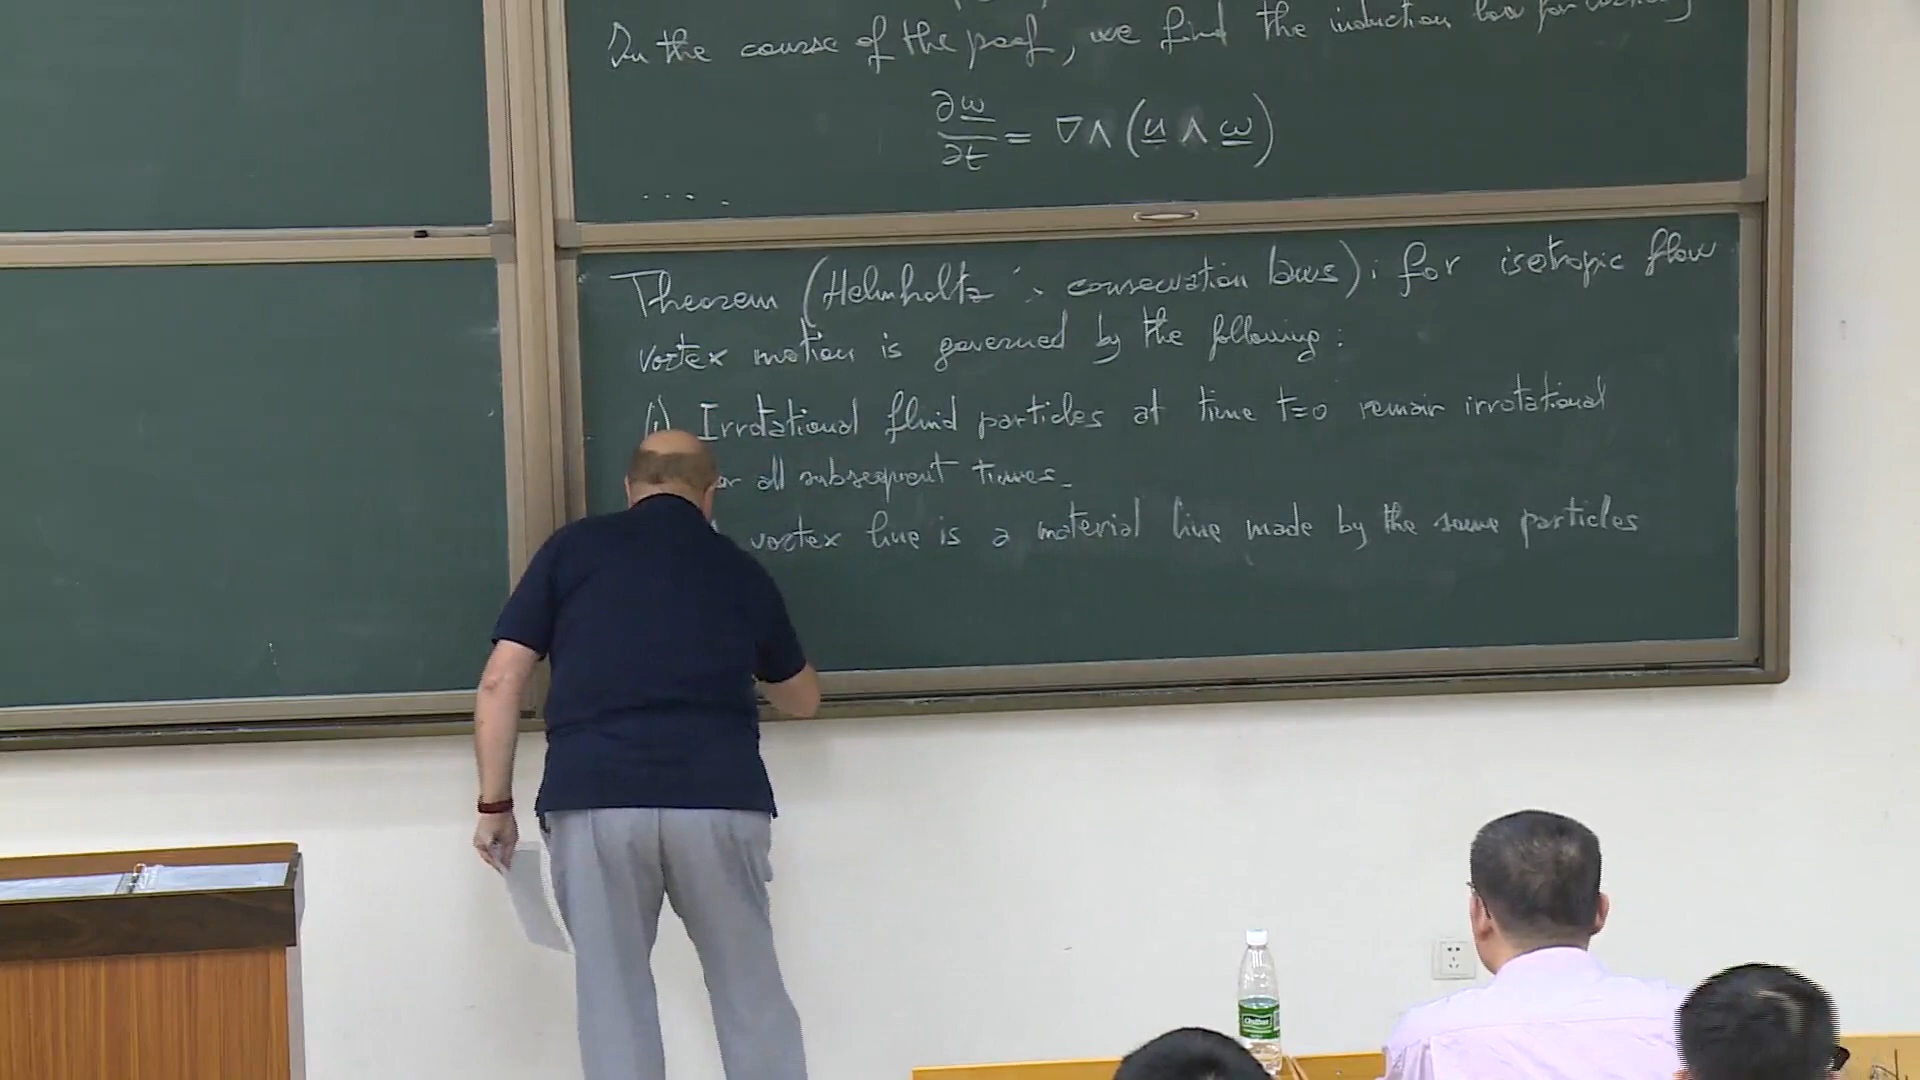 In the course of the proof, we find the induction law for
∂ω/∂t = ∇∧(u∧ω)
....
Theorem (Helmholtz's conservation laws): for isotropic flow
vortex motion is governed by the following:
(i) Irrotational fluid particles at time t=0 remain irrotational
all subsequent times.
vortex line is a material line made by the same particles